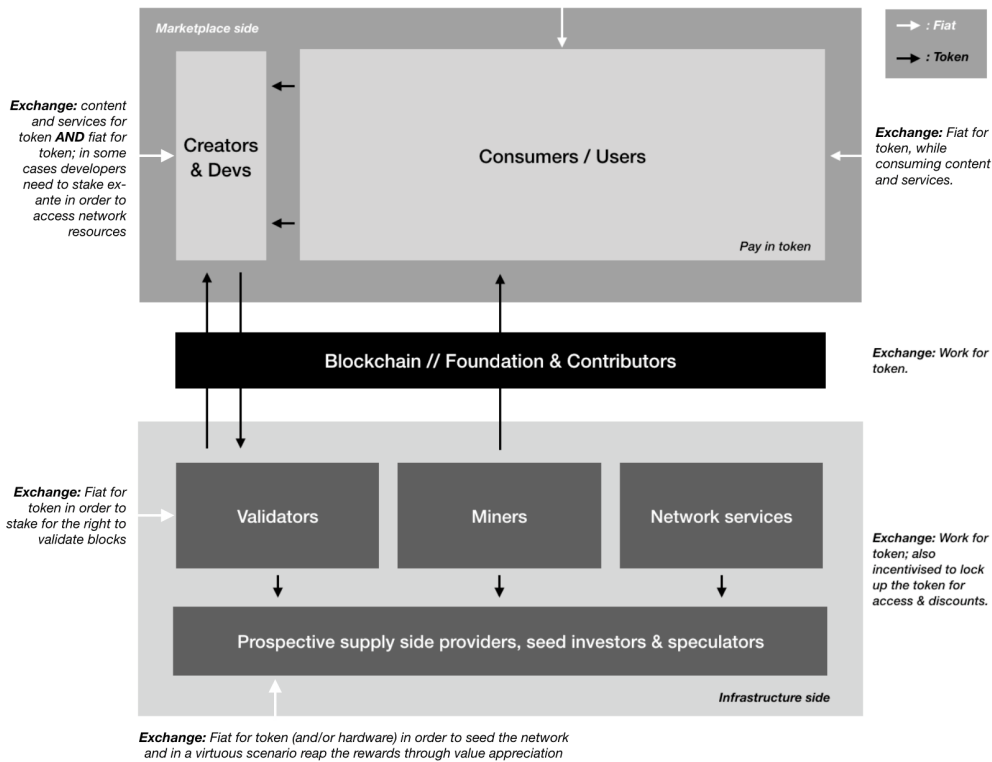 Marketplace side
: Fiat
: Token
Exchange: content
and services for
token AND fiat for
token; in some
cases developers
need to stake ex-
ante in order to
access network
resources
Creators
& Devs
Consumers / Users
Pay in token
Exchange: Fiat for
token, while
consuming content
and services.
Blockchain // Foundation & Contributors
Exchange: Work for
token.
Exchange: Fiat for
token in order to
stake for the right to
validate blocks
Validators
Miners
Network services
Exchange: Work for
token; also
incentivised to lock
up the token for
access & discounts.
Prospective supply side providers, seed investors & speculators
Infrastructure side
Exchange: Fiat for token (and/or hardware) in order to seed the network
and in a virtuous scenario reap the rewards through value appreciation